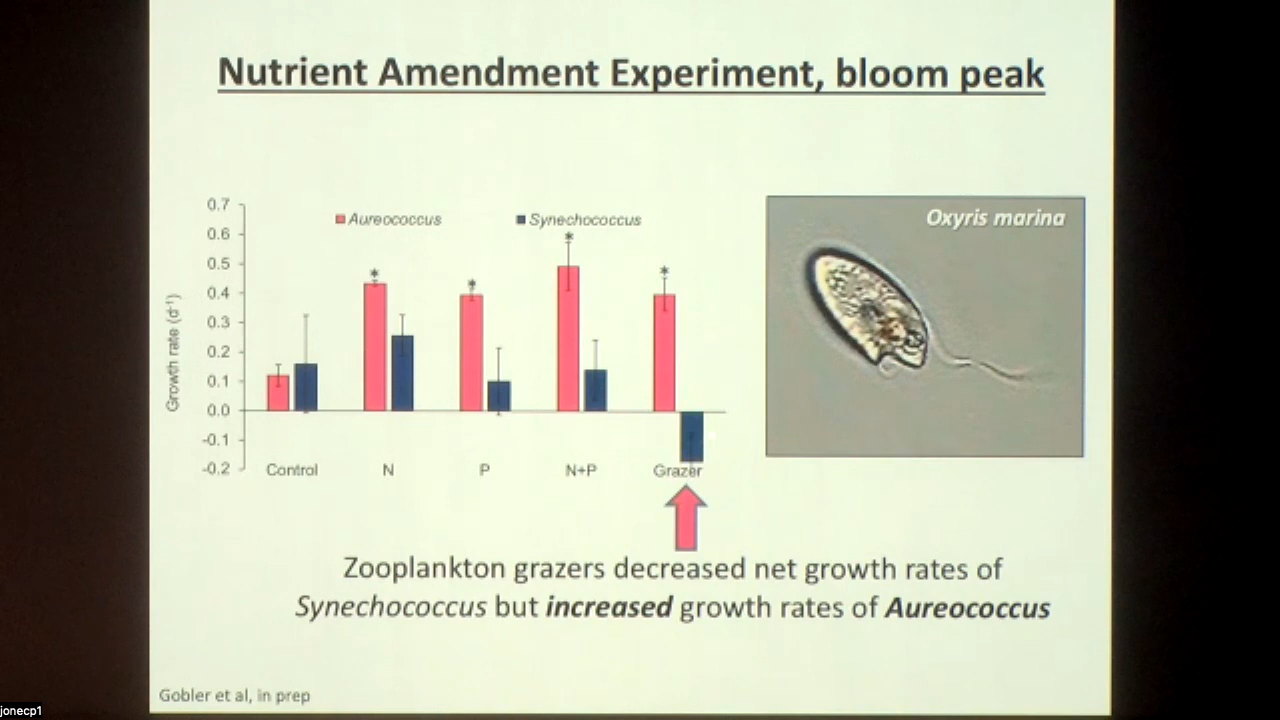 Nutrient Amendment Experiment, bloom peak
0.7
0.6
0.5
0.4
0.3
0.2
0.1
0.0
-0.1
-0.2
Growth rate (d⁻¹)
Aureococcus
Synechococcus
*
*
*
*
Control
N
P
N+P
Grazer
Oxyris marina
Zooplankton grazers decreased net growth rates of
Synechococcus but increased growth rates of Aureococcus
Gobler et al, in prep
jonecp1